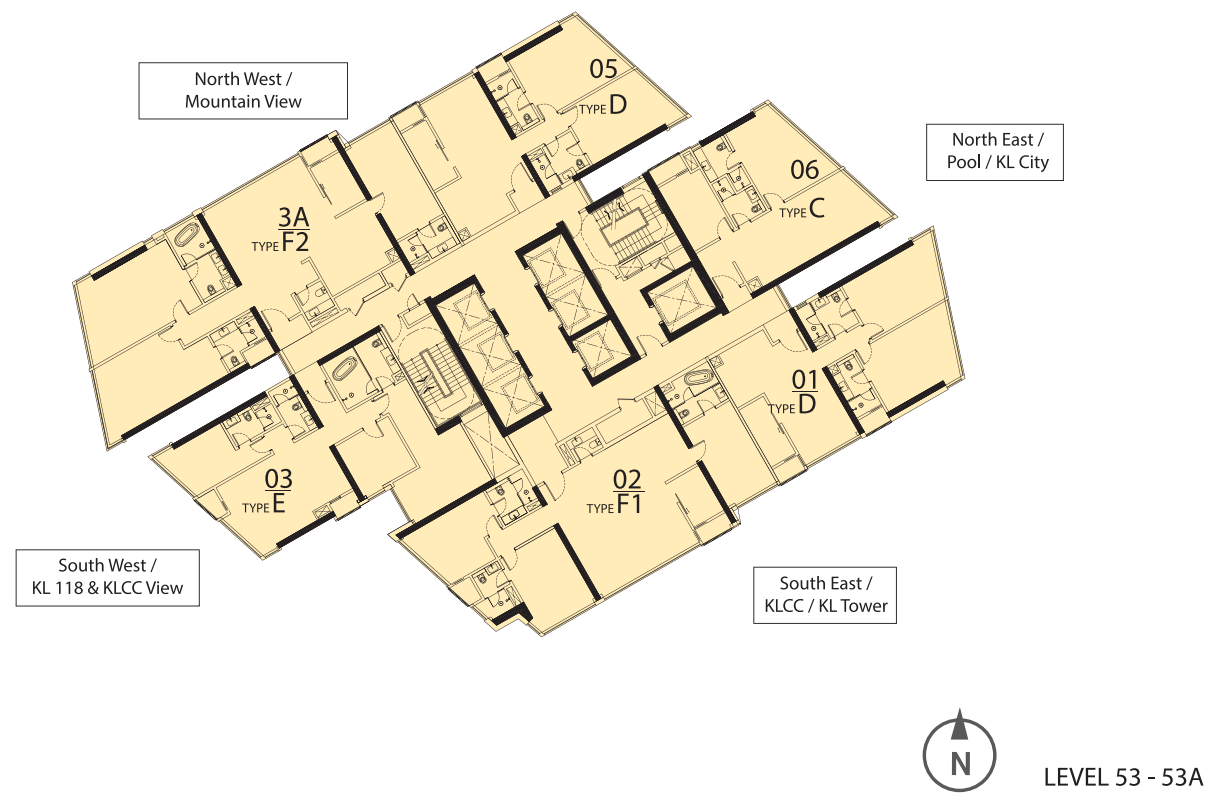 North West /
Mountain View
05
TYPE D
North East /
Pool / KL City
06
TYPE C
3A
TYPE F2
01
TYPE D
03
TYPE E
02
TYPE F1
South West /
KL 118 & KLCC View
South East /
KLCC / KL Tower
N
LEVEL 53 - 53A